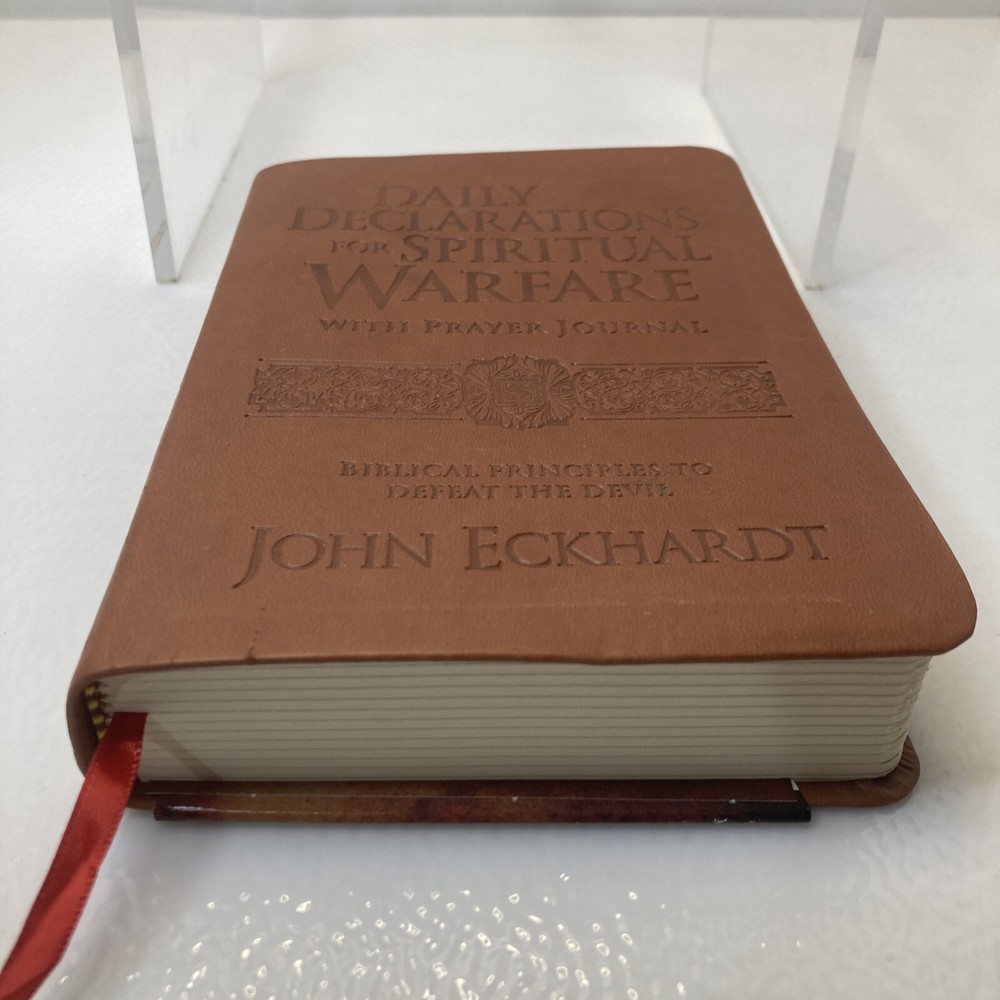 DAILY
DECLARATIONS
FOR SPIRITUAL
WARFARE
WITH PRAYER JOURNAL
BIBLICAL PRINCIPLES TO
DEFEAT THE DEVIL
JOHN ECKHARDT